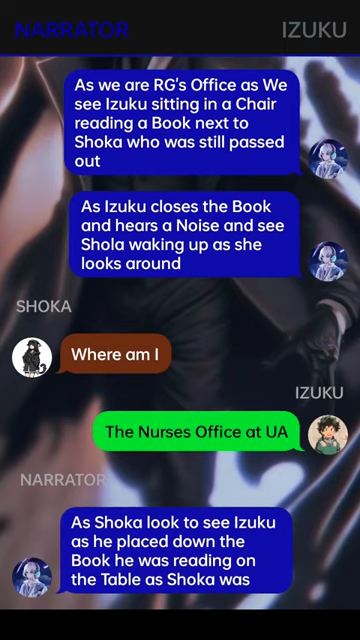 NARRATOR
IZUKU
As we are RG's Office as We
see Izuku sitting in a Chair
reading a Book next to
Shoka who was still passed
out
As Izuku closes the Book
and hears a Noise and see
Shola waking up as she
looks around
SHOKA
Where am I
IZUKU
The Nurses Office at UA
NARRATOR
As Shoka look to see Izuku
as he placed down the
Book he was reading on
the Table as Shoka was